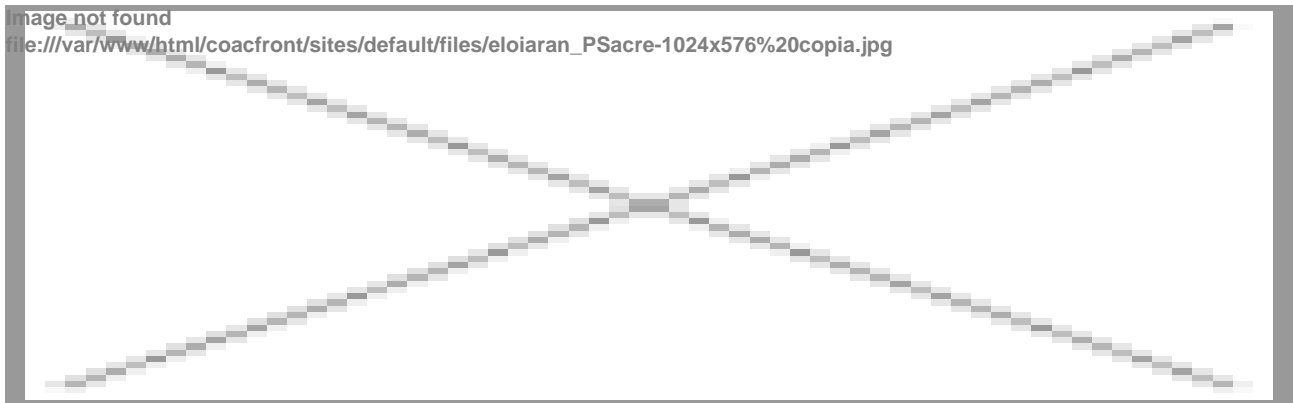 Image not found
file:///var/www/html/coacfront/sites/default/files/eloiaran_PSacre-1024x576%20copia.jpg